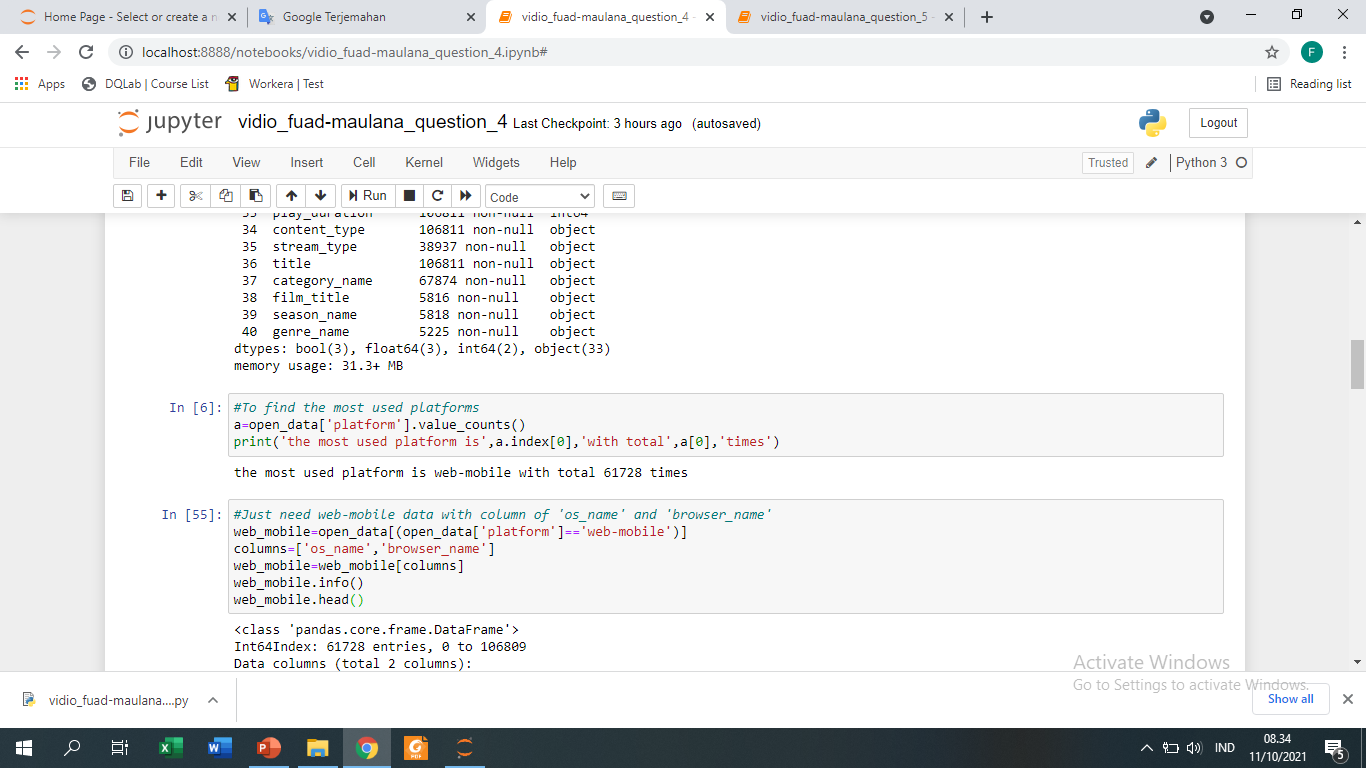 Home Page - Select or create a n
Google Terjemahan
vidio_fuad-maulana_question_4 -
vidio_fuad-maulana_question_5 -
localhost:8888/notebooks/vidio_fuad-maulana_question_4.ipynb#
F
Apps
DQLab | Course List
Workera | Test
Reading list
jupyter
vidio_fuad-maulana_question_4 Last Checkpoint: 3 hours ago (autosaved)
Logout
File Edit View Insert Cell Kernel Widgets Help
Trusted
Python 3
Run
Code
33 play_duration 106811 non-null int64
34 content_type 106811 non-null object
35 stream_type 38937 non-null object
36 title 106811 non-null object
37 category_name 67874 non-null object
38 film_title 5816 non-null object
39 season_name 5818 non-null object
40 genre_name 5225 non-null object
dtypes: bool(3), float64(3), int64(2), object(33)
memory usage: 31.3+ MB
In [6]: #To find the most used platforms
a=open_data['platform'].value_counts()
print('the most used platform is',a.index[0],'with total',a[0],'times')
the most used platform is web-mobile with total 61728 times
In [55]: #Just need web-mobile data with column of 'os_name' and 'browser_name'
web_mobile=open_data[(open_data['platform']=='web-mobile')]
columns=['os_name','browser_name']
web_mobile=web_mobile[columns]
web_mobile.info()
web_mobile.head()
<class 'pandas.core.frame.DataFrame'>
Int64Index: 61728 entries, 0 to 106809
Data columns (total 2 columns):
Activate Windows
Go to Settings to activate Windows.
vidio_fuad-maulana....py
Show all
IND
08.34
11/10/2021
5